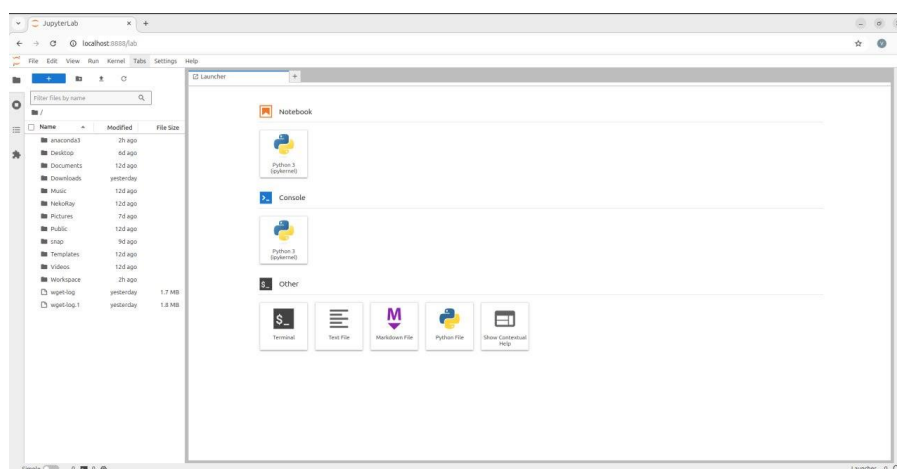 JupyterLab
localhost:8888/lab
File Edit View Run Kernel Tabs Settings Help
Filter files by name
/
Name Modified File Size
anaconda3 2h ago
Desktop 6d ago
Documents 12d ago
Downloads yesterday
Music 12d ago
NekoRay 12d ago
Pictures 7d ago
Public 12d ago
snap 9d ago
Templates 12d ago
Videos 12d ago
Workspace 2h ago
wget-log yesterday 1.7 MB
wget-log.1 yesterday 1.8 MB
Launcher
Notebook
Python 3
(ipykernel)
Console
Python 3
(ipykernel)
$_ Other
$_
M
Terminal Text File Markdown File Python File Show Contextual
Help
Simple 0 0
Launcher 0